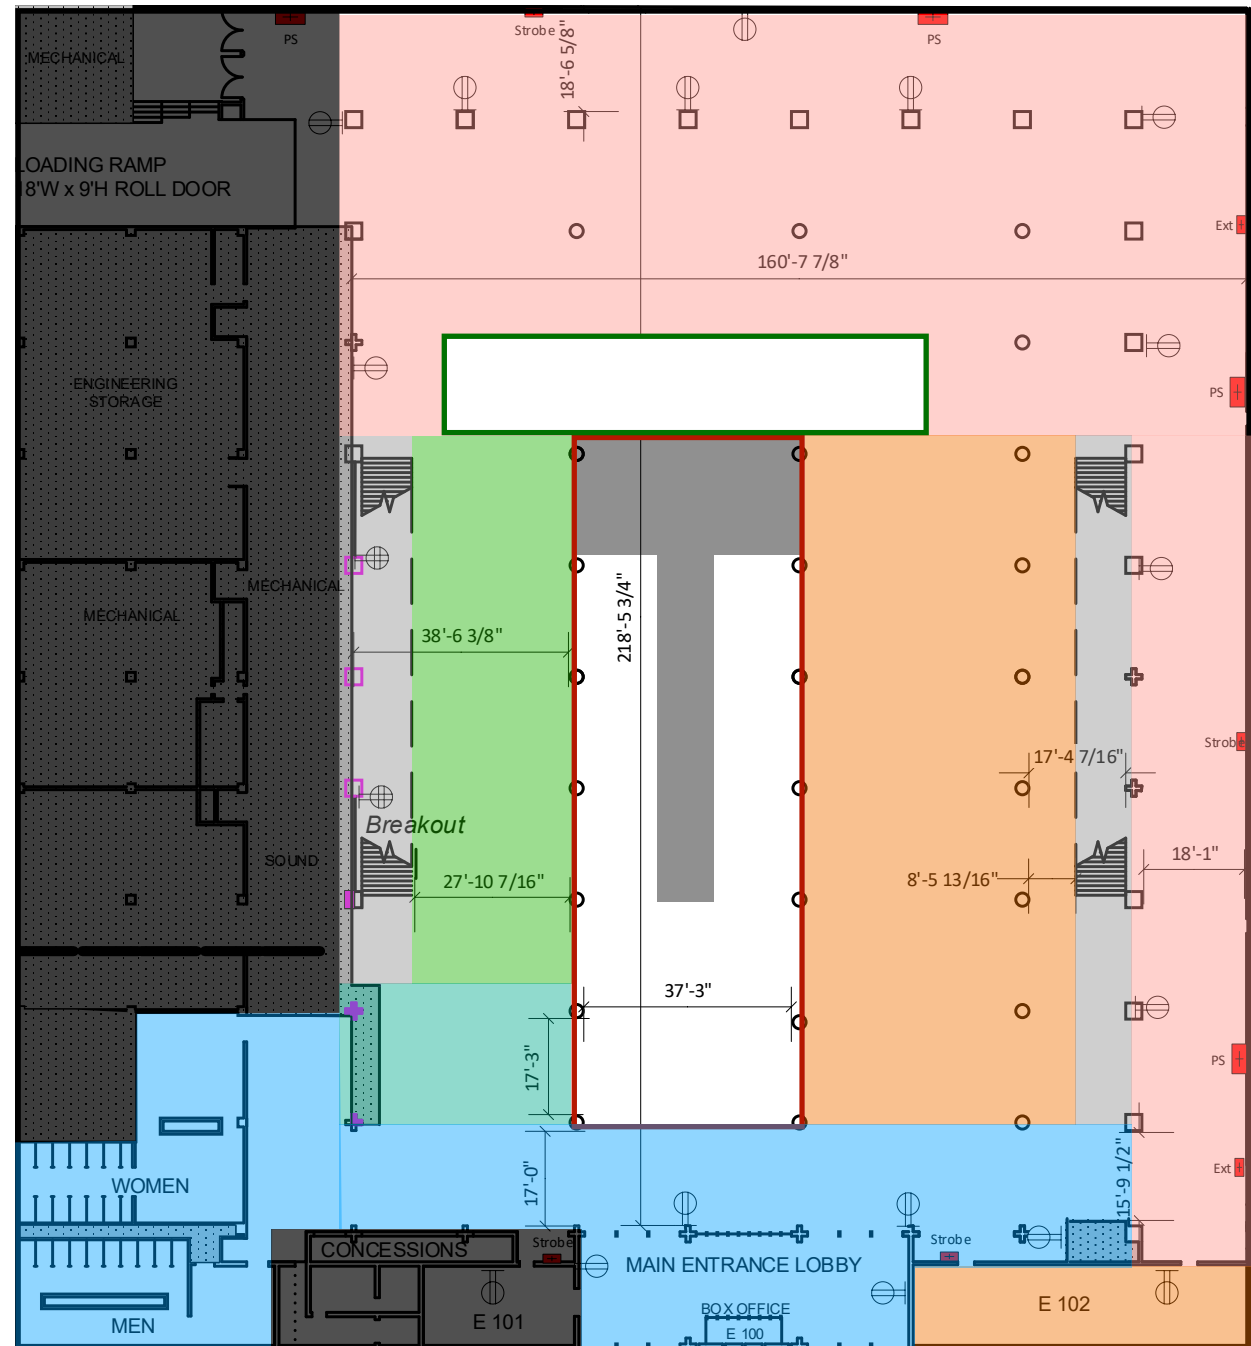 PS
Strobe
PS
MECHANICAL
18'-6 5/8"
LOADING RAMP
18'W x 9'H ROLL DOOR
Ext
160'-7 7/8"
ENGINEERING
STORAGE
PS
MECHANICAL
MECHANICAL
218'-5 3/4"
38'-6 3/8"
Strobe
17'-4 7/16"
Breakout
SOUND
18'-1"
27'-10 7/16"
8'-5 13/16"
37'-3"
17'-3"
PS
WOMEN
17'-0"
15'-9 1/2"
Ext
CONCESSIONS
Strobe
MAIN ENTRANCE LOBBY
Strobe
BOX OFFICE
E 100
E 101
E 102
MEN